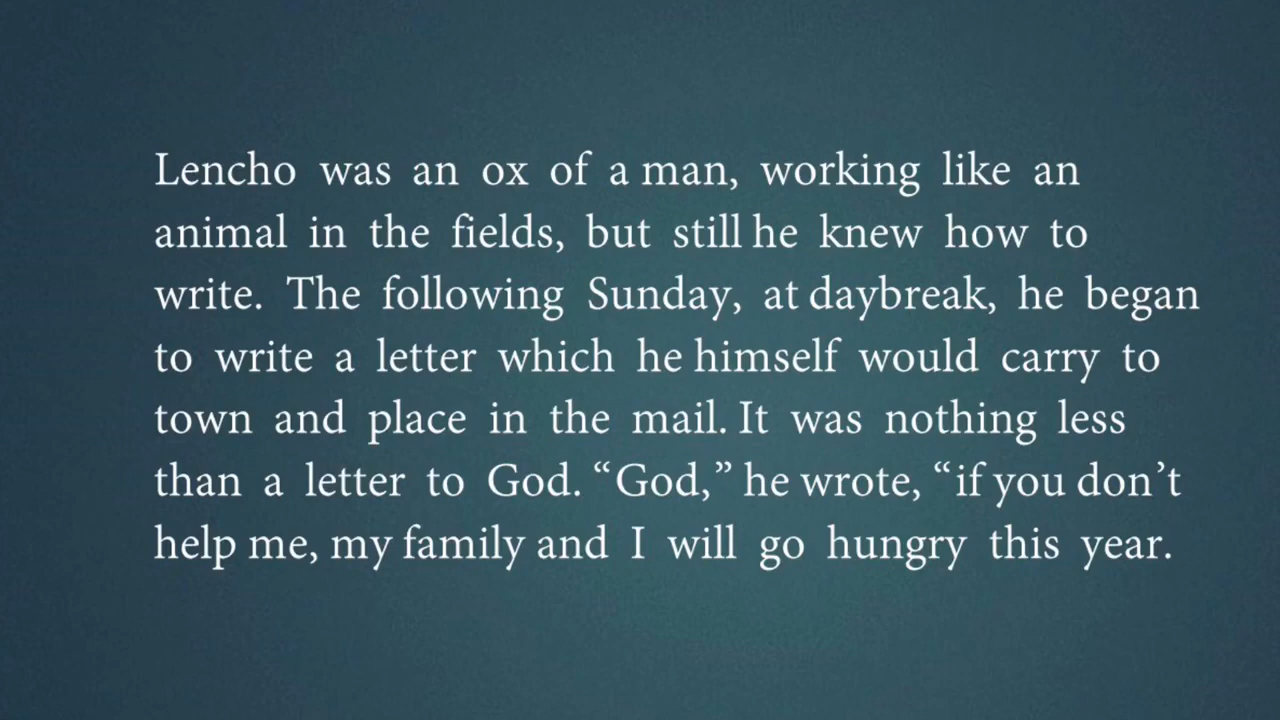 Lencho was an ox of a man, working like an
animal in the fields, but still he knew how to
write. The following Sunday, at daybreak, he began
to write a letter which he himself would carry to
town and place in the mail. It was nothing less
than a letter to God. “God,” he wrote, “if you don’t
help me, my family and I will go hungry this year.